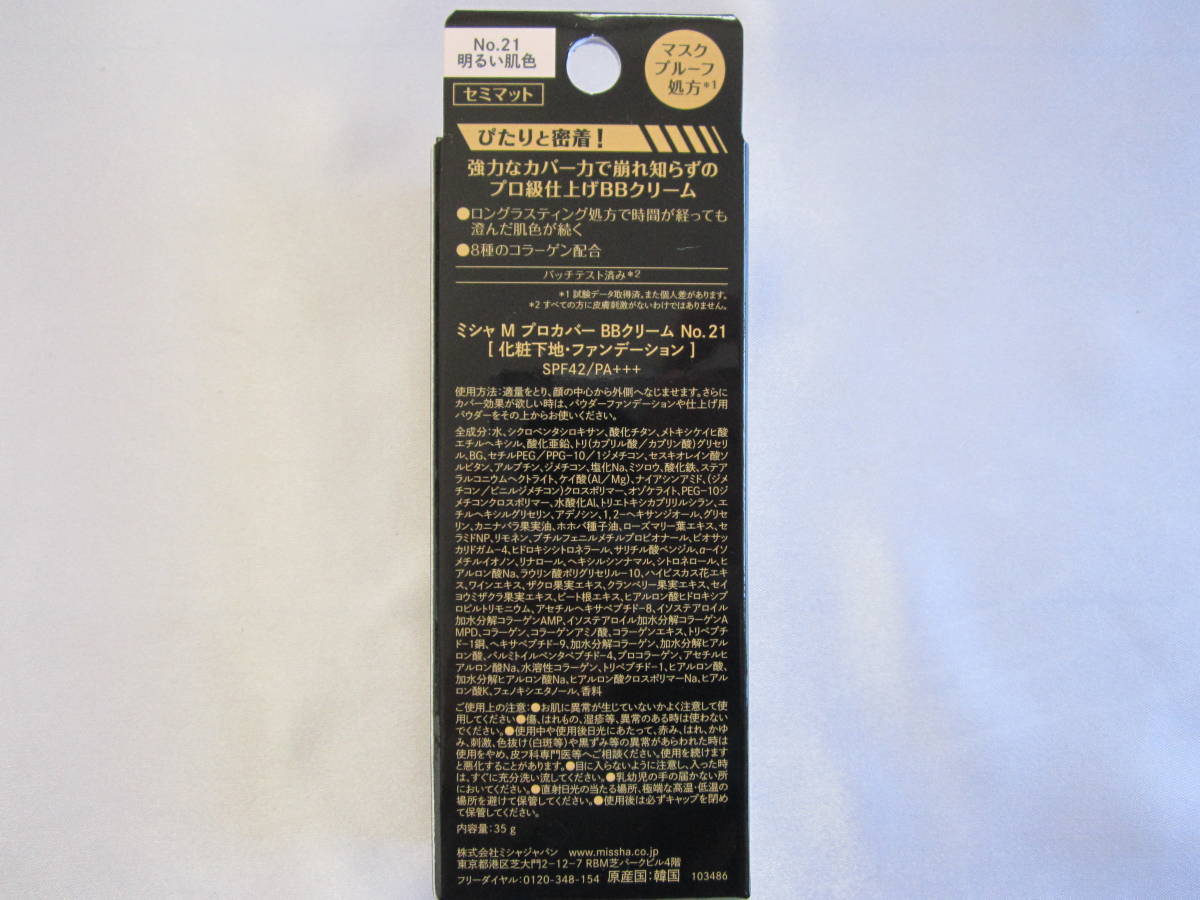 No.21
明るい肌色
マスク
プルーフ
処方*1
セミマット
ぴたりと密着!
強力なカバー力で崩れ知らずの
プロ級仕上げBBクリーム
●ロングラスティング処方で時間が経っても
澄んだ肌色が続く
●8種のコラーゲン配合
パッチテスト済み*2
*1 試験データ取得済。また個人差があります。
*2 すべての方に皮膚刺激がないわけではありません。
ミシャ M プロカバー BBクリーム No.21
[ 化粧下地・ファンデーション ]
SPF42/PA+++
使用方法:適量をとり、顔の中心から外側へなじませます。さらに
カバー効果が欲しい時は、パウダーファンデーションや仕上げ用
パウダーをその上からお使いください。
全成分:水、シクロペンタシロキサン、酸化チタン、メトキシケイヒ酸
エチルヘキシル、酸化亜鉛、トリ(カプリル酸/カプリン酸)グリセリ
ル、BG、セチルPEG/PPG-10/1ジメチコン、セスキオレイン酸ソ
ルビタン、アルブチン、ジメチコン、塩化Na、ミツロウ、酸化鉄、ステア
ラルコニウムヘクトライト、ケイ酸(Al/Mg)、ナイアシンアミド、(ジメ
チコン/ビニルジメチコン)クロスポリマー、オゾケライト、PEG-10ジ
メチコンクロスポリマー、水酸化Al、トリエトキシカプリリルシラン、エ
チルヘキシルグリセリン、アデノシン、1,2-ヘキサンジオール、グリセ
リン、カニナバラ果実油、ホホバ種子油、ローズマリー葉エキス、セ
ラミドNP、リモネン、ブチルフェニルメチルプロピオナール、ビオサッ
カリドガム-4、ヒドロキシシトロネラール、サリチル酸ベンジル、α-イソ
メチルイオノン、リナロール、ヘキシルシンナマル、シトロネロール、ヒ
アルロン酸Na、ラウリン酸ポリグリセリル-10、ハイビスカス花エキ
ス、ワインエキス、ザクロ果実エキス、クランベリー果実エキス、セイ
ヨウミザクラ果実エキス、ビート根エキス、ヒアルロン酸ヒドロキシプ
ロピルトリモニウム、アセチルヘキサペプチド-8、イソステアロイル
加水分解コラーゲンAMP、イソステアロイル加水分解コラーゲンA
MPD、コラーゲン、コラーゲンアミノ酸、コラーゲンエキス、トリペプチ
ド-1銅、ヘキサペプチド-9、加水分解コラーゲン、加水分解ヒアル
ロン酸、パルミトイルペンタペプチド-4、プロコラーゲン、アセチルヒ
アルロン酸Na、水溶性コラーゲン、トリペプチド-1、ヒアルロン酸、
加水分解ヒアルロン酸Na、ヒアルロン酸クロスポリマーNa、ヒアル
ロン酸K、フェノキシエタノール、香料
ご使用上の注意:●お肌に異常が生じていないかよく注意して使
用してください●傷、はれもの、湿疹等、異常のある時は使わない
でください。●使用中や使用後日光にあたって、赤み、はれ、かゆ
み、刺激、色抜け(白斑等)や黒ずみ等の異常があらわれた時は
使用をやめ、皮フ科専門医等へご相談ください。使用を続けます
と悪化することがあります。●目に入らないように注意し、入った時
は、すぐに充分洗い流してください。●乳幼児の手の届かない所
においてください。●直射日光の当たる場所、極端な高温・低温の
場所を避けて保管してください。●使用後は必ずキャップを閉め
て保管してください。
内容量:35 g
株式会社ミシャジャパン www.missha.co.jp
東京都港区芝大門2-12-7 RBM芝パークビル4階
フリーダイヤル:0120-348-154 原産国:韓国 103486